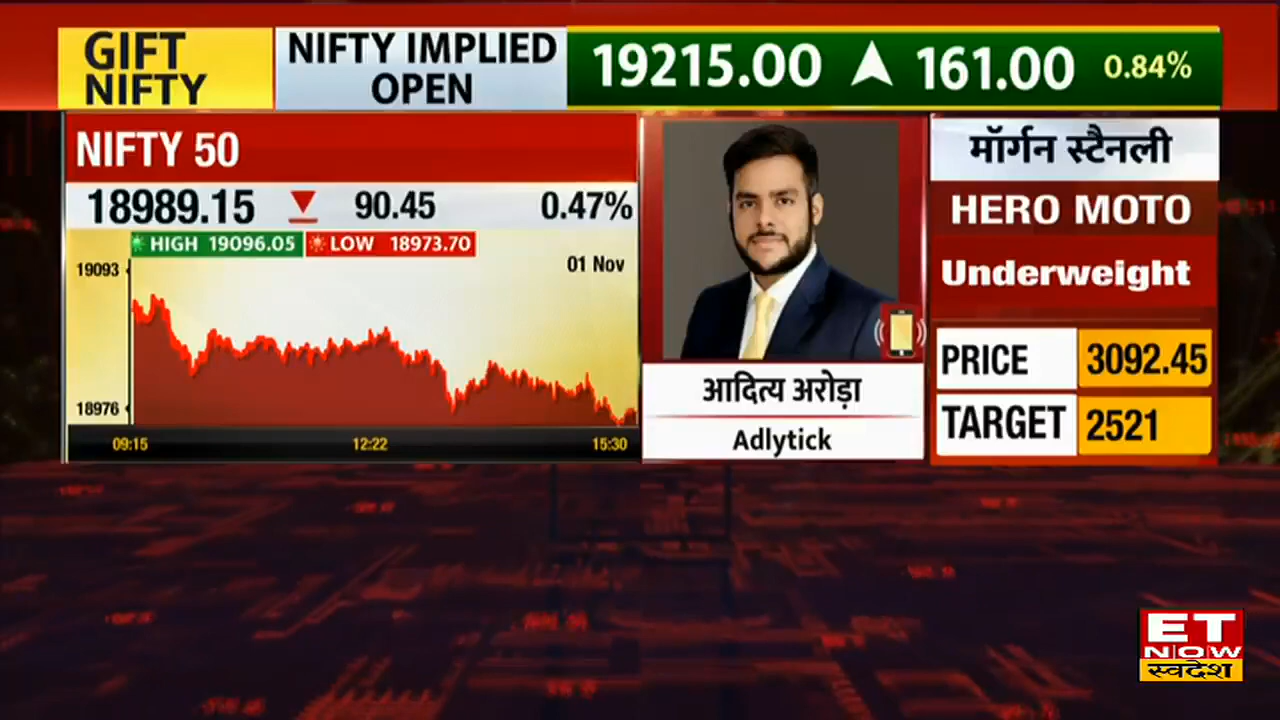 GIFT
NIFTY
NIFTY IMPLIED
OPEN
19215.00 161.00 0.84%
NIFTY 50
18989.15 90.45 0.47%
HIGH 19096.05 LOW 18973.70
01 Nov
19093
18976
09:15 12:22 15:30
आदित्य अरोड़ा
Adlytick
मॉर्गन स्टैनली
HERO MOTO
Underweight
PRICE 3092.45
TARGET 2521
ET
NOW
स्वदेश